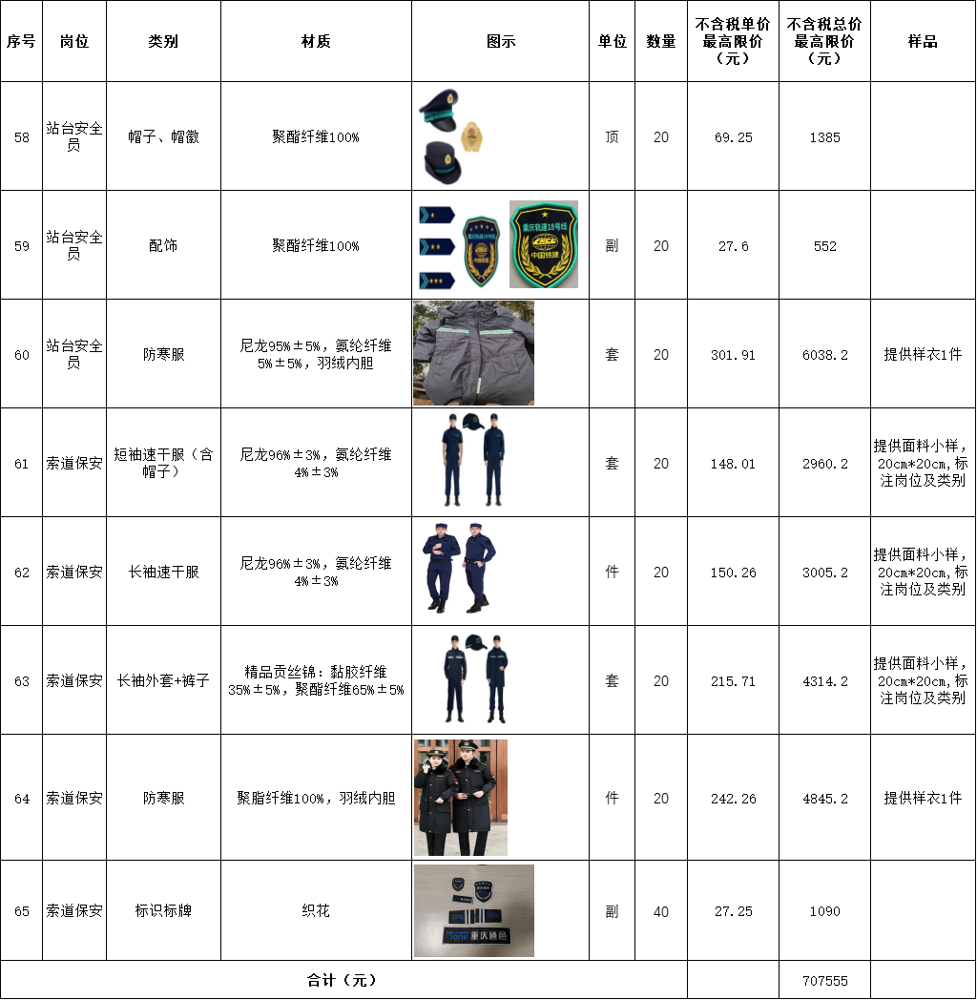 序号 岗位 类别 材质 图示 单位 数量 不含税单价最高限价（元） 不含税总价最高限价（元） 样品
58 站台安全员 帽子、帽徽 聚酯纤维100% 顶 20 69.25 1385
59 站台安全员 配饰 聚酯纤维100% 副 20 27.6 552
重庆轨道18号线
CRCC
中国铁建
重庆轨道18号线
CRCC
中国铁建
60 站台安全员 防寒服 尼龙95%±5%，氨纶纤维5%±5%，羽绒内胆 套 20 301.91 6038.2 提供样衣1件
61 索道保安 短袖速干服（含帽子） 尼龙96%±3%，氨纶纤维4%±3% 套 20 148.01 2960.2 提供面料小样，20cm*20cm,标注岗位及类别
62 索道保安 长袖速干服 尼龙96%±3%，氨纶纤维4%±3% 件 20 150.26 3005.2 提供面料小样，20cm*20cm,标注岗位及类别
63 索道保安 长袖外套+裤子 精品贡丝锦：黏胶纤维35%±5%，聚酯纤维65%±5% 套 20 215.71 4314.2 提供面料小样，20cm*20cm,标注岗位及类别
64 索道保安 防寒服 聚脂纤维100%，羽绒内胆 件 20 242.26 4845.2 提供样衣1件
65 索道保安 标识标牌 织花 副 40 27.25 1090
Tone 重庆通邑
合计（元） 707555